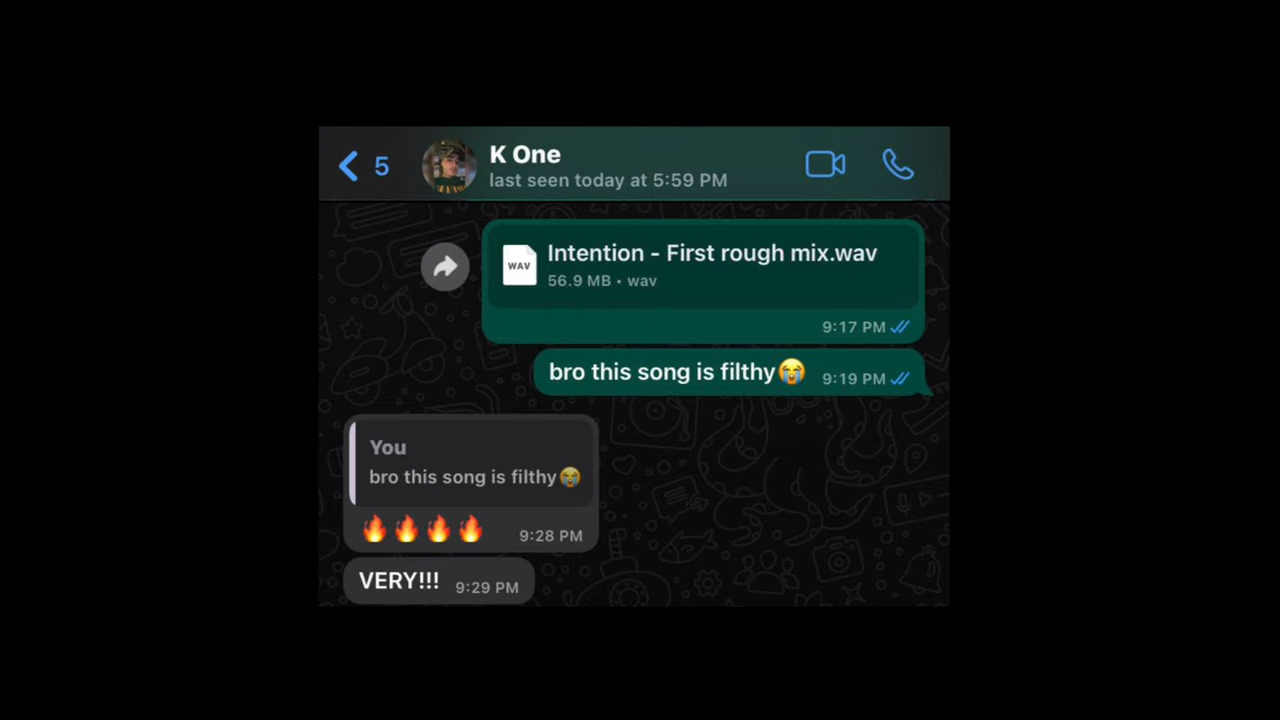 5
K One
last seen today at 5:59 PM
WAV
Intention - First rough mix.wav
56.9 MB • wav
9:17 PM
bro this song is filthy😭 9:19 PM
You
bro this song is filthy😭
🔥🔥🔥🔥 9:28 PM
VERY!!! 9:29 PM